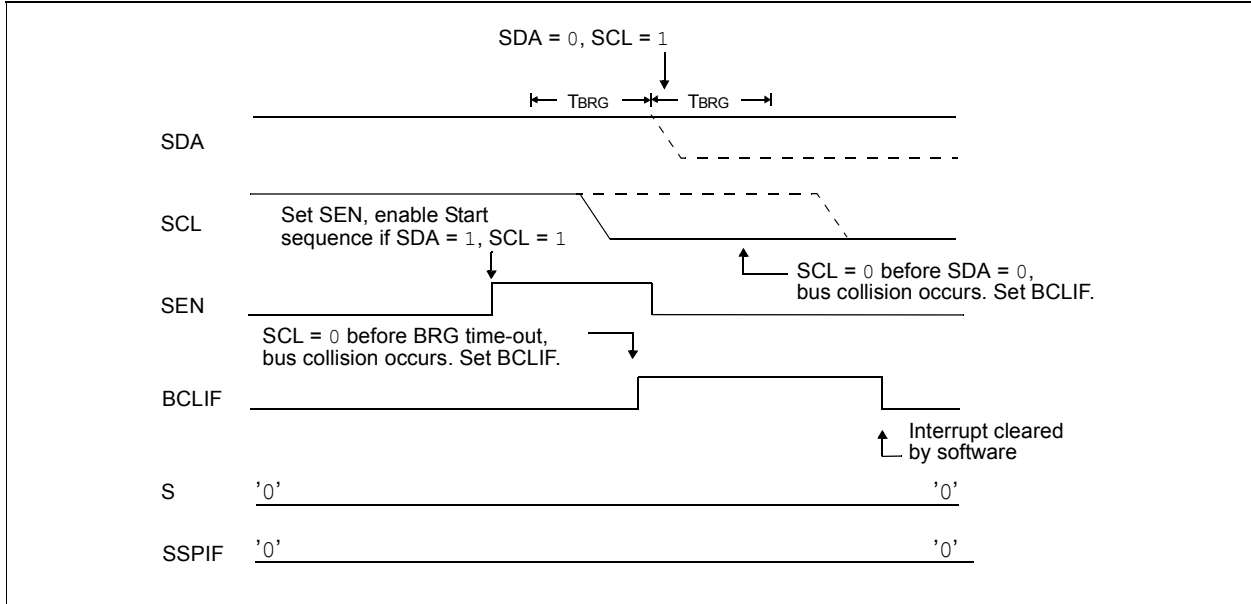 SDA = 0, SCL = 1
TBRG TBRG
SDA
SCL
Set SEN, enable Start
sequence if SDA = 1, SCL = 1
SCL = 0 before SDA = 0,
bus collision occurs. Set BCLIF.
SEN
SCL = 0 before BRG time-out,
bus collision occurs. Set BCLIF.
BCLIF
Interrupt cleared
by software
S '0' '0'
SSPIF '0' '0'